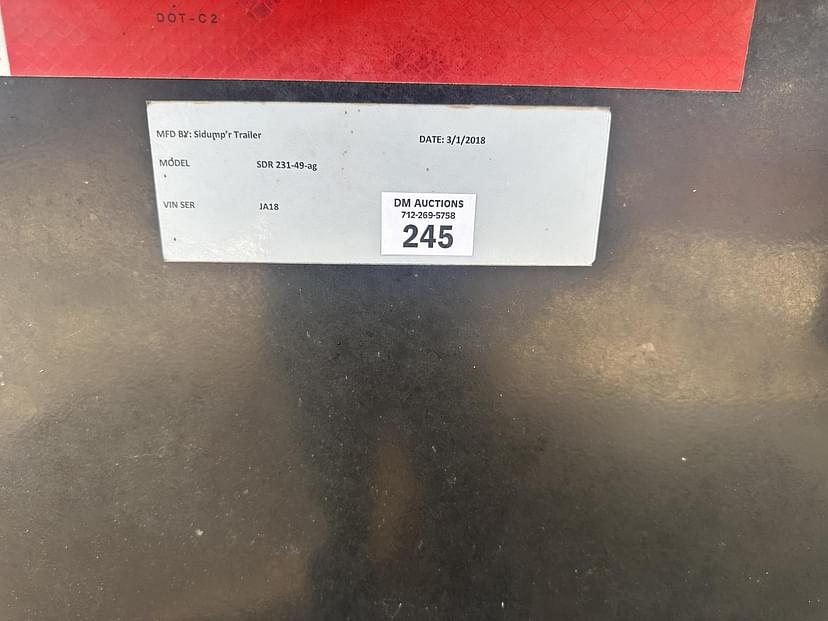 DOT-C2
MFD BY: Sidump'r Trailer
DATE: 3/1/2018
MODEL SDR 231-49-ag
VIN SER JA18
DM AUCTIONS
712-269-5758
245